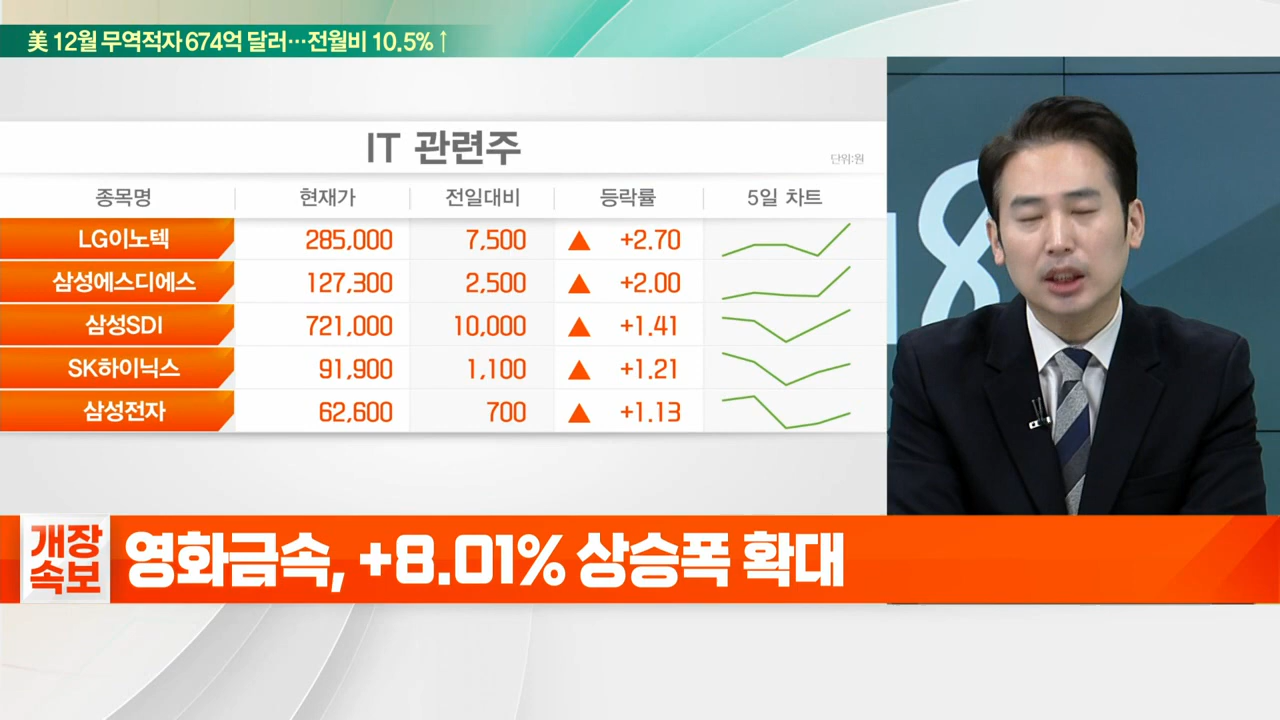 美 12월 무역적자 674억 달러…전월비 10.5%↑
IT 관련주
단위:원
종목명 현재가 전일대비 등락률 5일 차트
LG이노텍 285,000 7,500 ▲ +2.70
삼성에스디에스 127,300 2,500 ▲ +2.00
삼성SDI 721,000 10,000 ▲ +1.41
SK하이닉스 91,900 1,100 ▲ +1.21
삼성전자 62,600 700 ▲ +1.13
개장
속보
영화금속, +8.01% 상승폭 확대